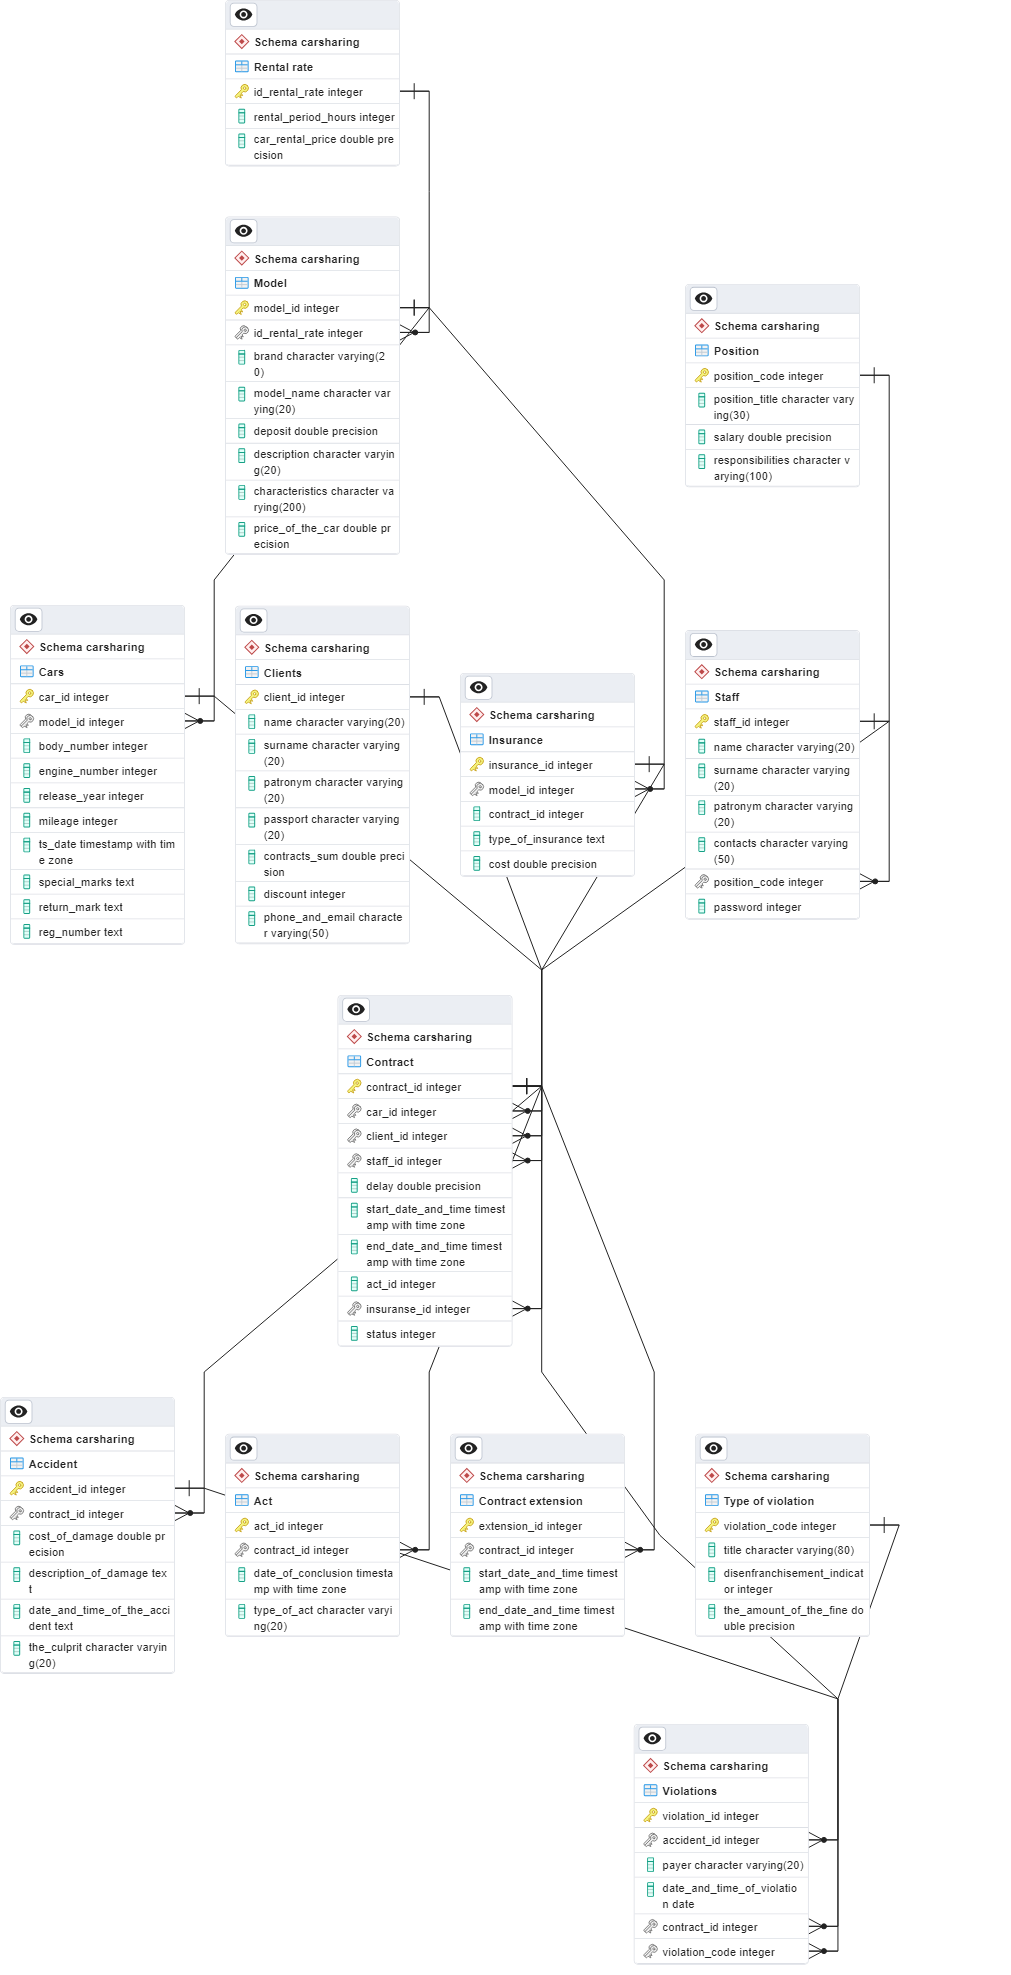 Schema carsharing
Rental rate
id_rental_rate integer
rental_period_hours integer
car_rental_price double pre
cision
Schema carsharing
Model
model_id integer
id_rental_rate integer
brand character varying(2
0)
model_name character var
ying(20)
deposit double precision
description character varyin
g(20)
characteristics character va
rying(200)
price_of_the_car double pr
ecision
Schema carsharing
Position
position_code integer
position_title character vary
ing(30)
salary double precision
responsibilities character v
arying(100)
Schema carsharing
Cars
car_id integer
model_id integer
body_number integer
engine_number integer
release_year integer
mileage integer
ts_date timestamp with tim
e zone
special_marks text
return_mark text
reg_number text
Schema carsharing
Clients
client_id integer
name character varying(20)
surname character varying
(20)
patronym character varying
(20)
passport character varying
(20)
contracts_sum double preci
sion
discount integer
phone_and_email characte
r varying(50)
Schema carsharing
Insurance
insurance_id integer
model_id integer
contract_id integer
type_of_insurance text
cost double precision
Schema carsharing
Staff
staff_id integer
name character varying(20)
surname character varying
(20)
patronym character varying
(20)
contacts character varying
(50)
position_code integer
password integer
Schema carsharing
Contract
contract_id integer
car_id integer
client_id integer
staff_id integer
delay double precision
start_date_and_time timest
amp with time zone
end_date_and_time timest
amp with time zone
act_id integer
insuranse_id integer
status integer
Schema carsharing
Accident
accident_id integer
contract_id integer
cost_of_damage double pr
ecision
description_of_damage tex
t
date_and_time_of_the_acci
dent text
the_culprit character varyin
g(20)
Schema carsharing
Act
act_id integer
contract_id integer
date_of_conclusion timesta
mp with time zone
type_of_act character varyi
ng(20)
Schema carsharing
Contract extension
extension_id integer
contract_id integer
start_date_and_time timest
amp with time zone
end_date_and_time timest
amp with time zone
Schema carsharing
Type of violation
violation_code integer
title character varying(80)
disenfranchisement_indicat
or integer
the_amount_of_the_fine do
uble precision
Schema carsharing
Violations
violation_id integer
accident_id integer
payer character varying(20)
date_and_time_of_violatio
n date
contract_id integer
violation_code integer